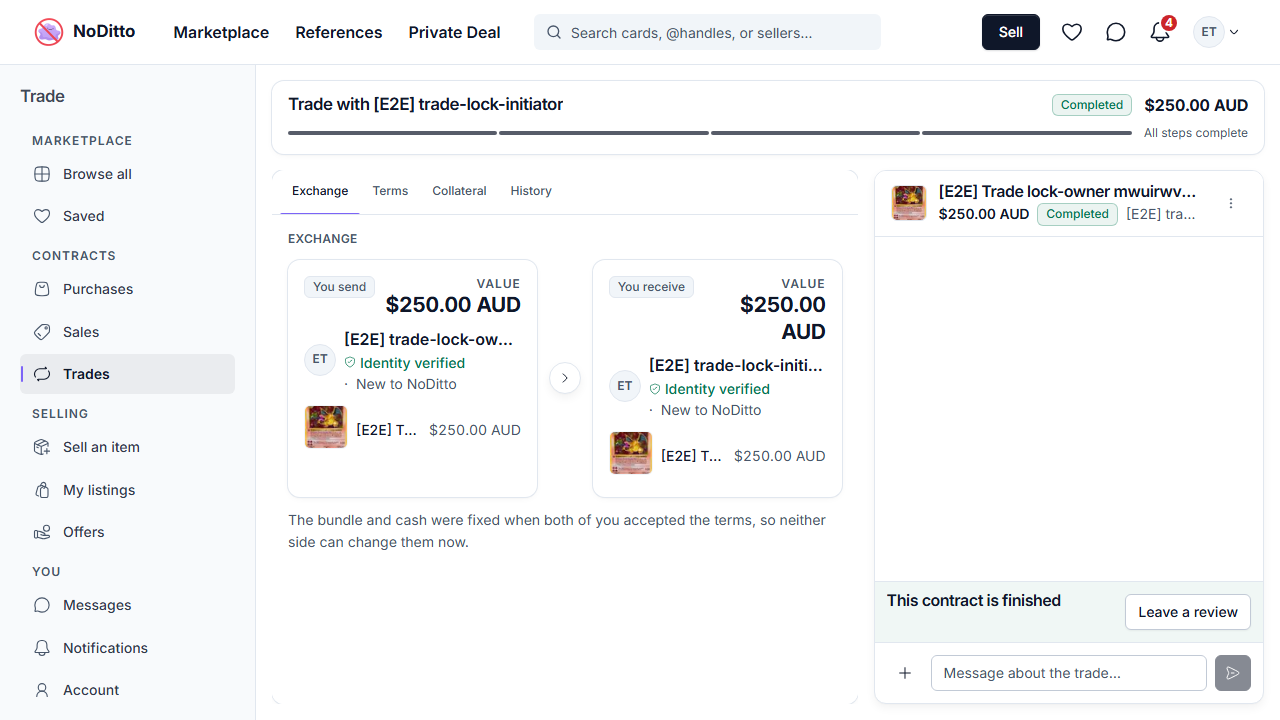 NoDitto
Marketplace
References
Private Deal
Search cards, @handles, or sellers...
Sell
4
ET
Trade
MARKETPLACE
Browse all
Saved
CONTRACTS
Purchases
Sales
Trades
SELLING
Sell an item
My listings
Offers
YOU
Messages
Notifications
Account
Trade with [E2E] trade-lock-initiator
Completed
$250.00 AUD
All steps complete
Exchange
Terms
Collateral
History
EXCHANGE
You send
VALUE
$250.00 AUD
[E2E] trade-lock-ow...
ET
Identity verified
· New to NoDitto
[E2E] T...
$250.00 AUD
You receive
VALUE
$250.00
AUD
[E2E] trade-lock-initi...
ET
Identity verified
· New to NoDitto
[E2E] T...
$250.00 AUD
The bundle and cash were fixed when both of you accepted the terms, so neither
side can change them now.
[E2E] Trade lock-owner mwuirwv...
$250.00 AUD
Completed
[E2E] tra...
This contract is finished
Leave a review
Message about the trade...